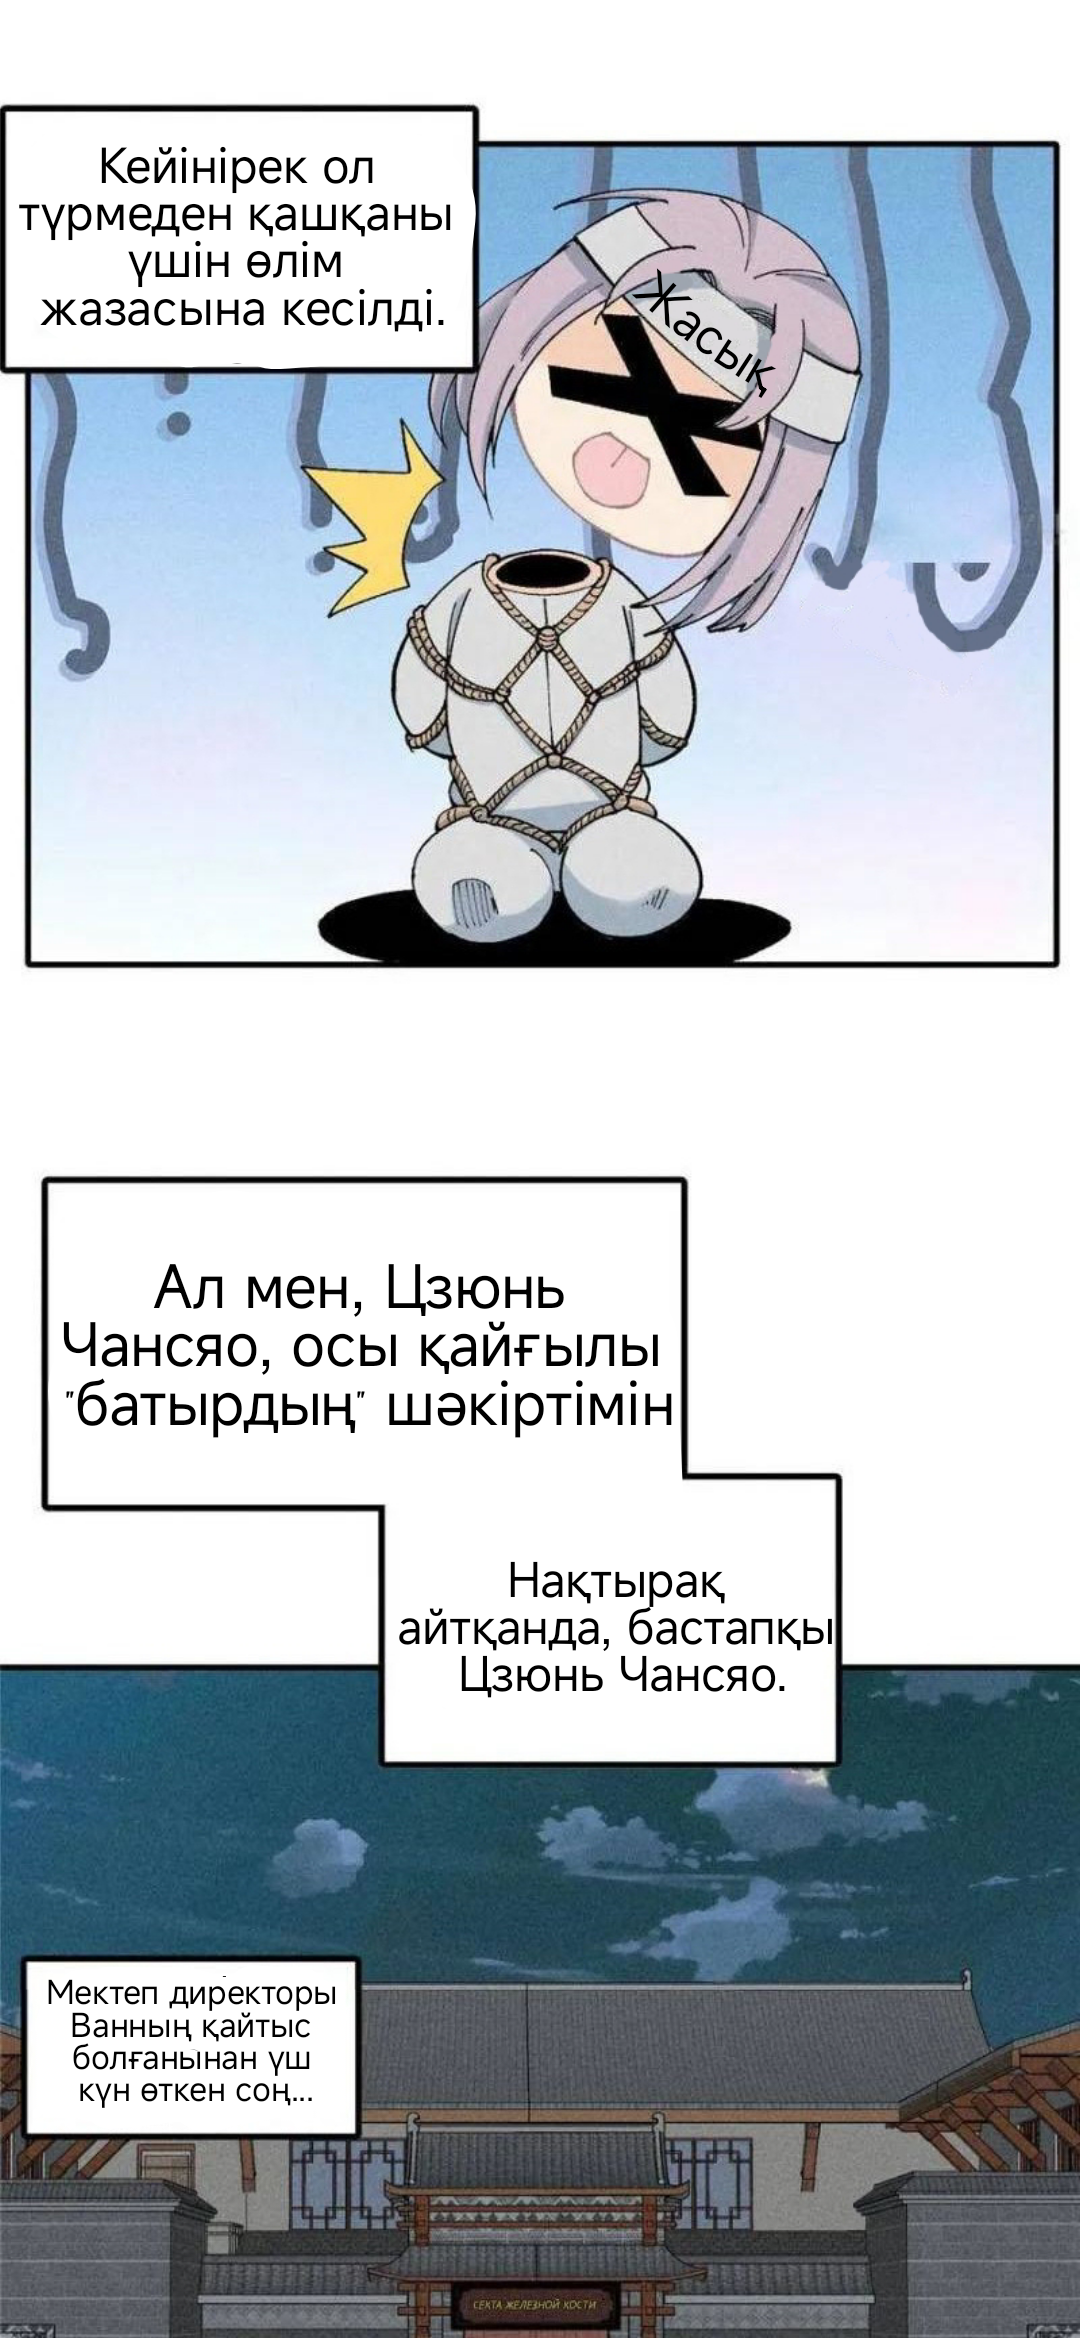 Кейінірек ол
түрмеден қашқаны
үшін өлім
жазасына кесілді.
Жасық
Ал мен, Цзюнь
Чансяо, осы қайғылы
"батырдың" шәкіртімін
Нақтырақ
айтқанда, бастапқы
Цзюнь Чансяо.
Мектеп директоры
Ванның қайтыс
болғанынан үш
күн өткен соң...
СЕКТА ЖЕЛЕЗНОЙ КОСТИ